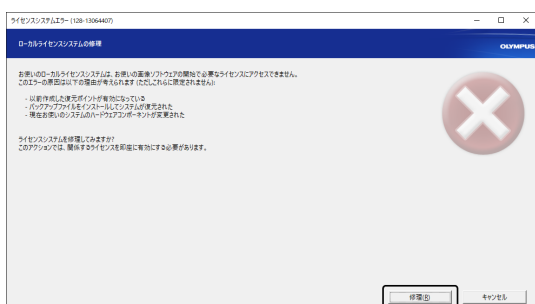 ライセンスシステムエラー (128-13064407)
ローカルライセンスシステムの修理
OLYMPUS
お使いのローカルライセンスシステムは、お使いの画像ソフトウェアの開始で必要なライセンスにアクセスできません。
このエラーの原因は以下の理由が考えられます (ただしこれらに限定されません):
- 以前作成した復元ポイントが有効になっている
- バックアップファイルをインストールしてシステムが復元された
- 現在お使いのシステムのハードウェアコンポーネントが変更された
ライセンスシステムを修理してみますか?
このアクションでは、関係するライセンスを即座に有効にする必要があります。
修理(R)
キャンセル